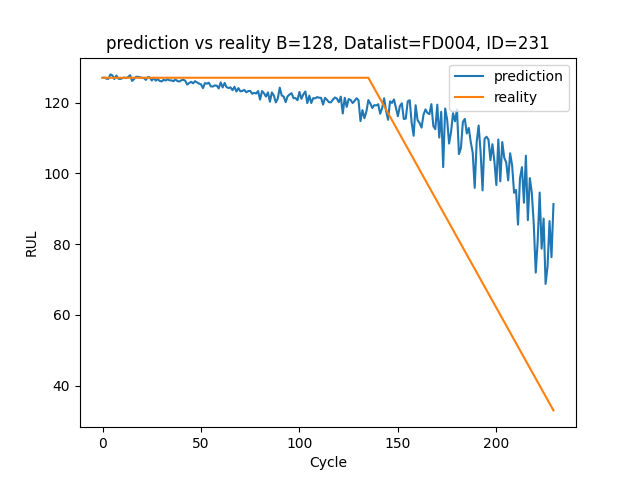 prediction vs reality B=128, Datalist=FD004, ID=231
prediction
reality
120
100
80
60
40
RUL
0
50
100
150
200
Cycle